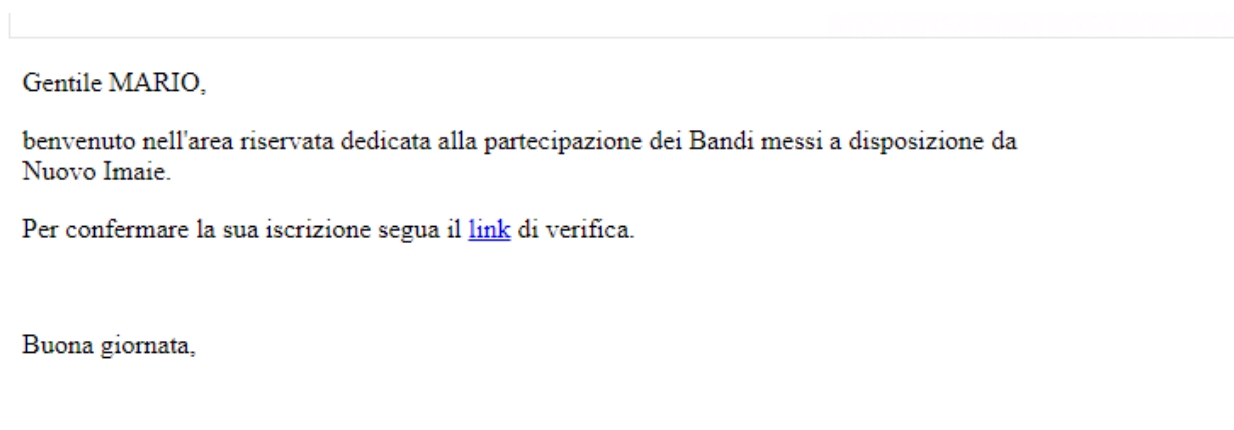 Gentile MARIO,
benvenuto nell'area riservata dedicata alla partecipazione dei Bandi messi a disposizione da
Nuovo Imaie.
Per confermare la sua iscrizione segua il link di verifica.
Buona giornata,